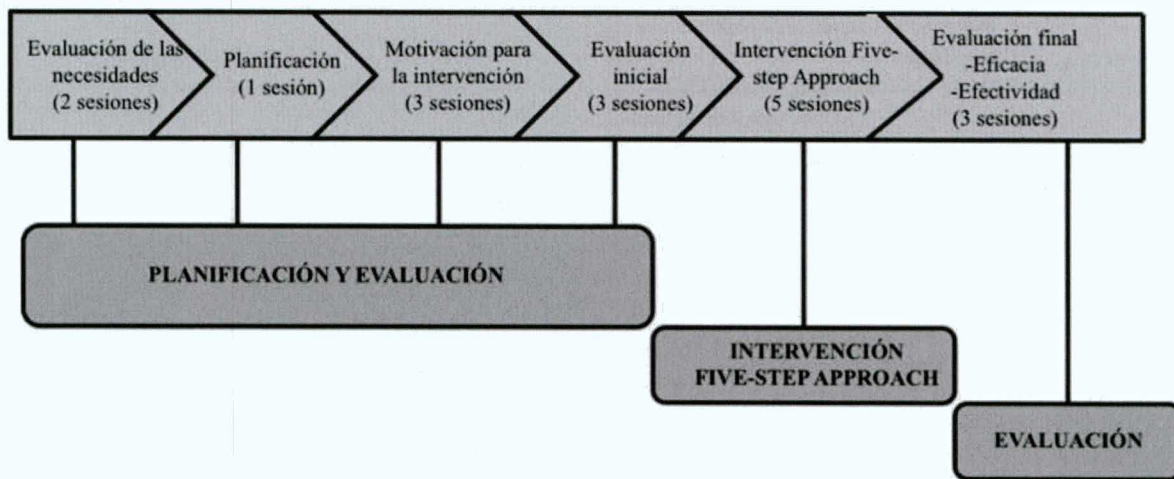 Evaluación de las
necesidades
(2 sesiones)
Planificación
(1 sesión)
Motivación para
la intervención
(3 sesiones)
Evaluación
inicial
(3 sesiones)
Intervención Five-
step Approach
(5 sesiones)
Evaluación final
-Eficacia
-Efectividad
(3 sesiones)
PLANIFICACIÓN Y EVALUACIÓN
INTERVENCIÓN
FIVE-STEP APPROACH
EVALUACIÓN